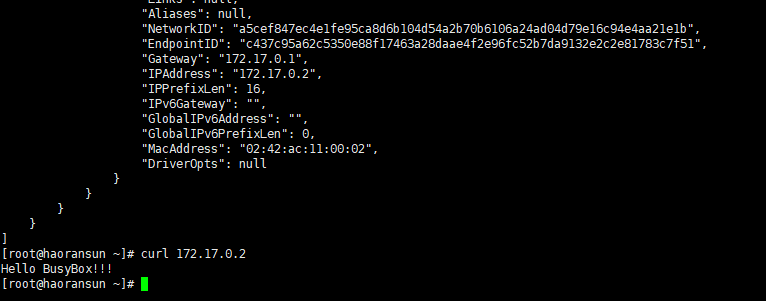 "Links": null,
"Aliases": null,
"NetworkID": "a5cef847ec4e1fe95ca8d6b104d54a2b70b6106a24ad04d79e16c94e4aa21e1b",
"EndpointID": "c437c95a62c5350e88f17463a28daae4f2e96fc52b7da9132e2c2e81783c7f51",
"Gateway": "172.17.0.1",
"IPAddress": "172.17.0.2",
"IPPrefixLen": 16,
"IPv6Gateway": "",
"GlobalIPv6Address": "",
"GlobalIPv6PrefixLen": 0,
"MacAddress": "02:42:ac:11:00:02",
"DriverOpts": null
}
}
}
}
]
[root@haoransun ~]# curl 172.17.0.2
Hello BusyBox!!!
[root@haoransun ~]#